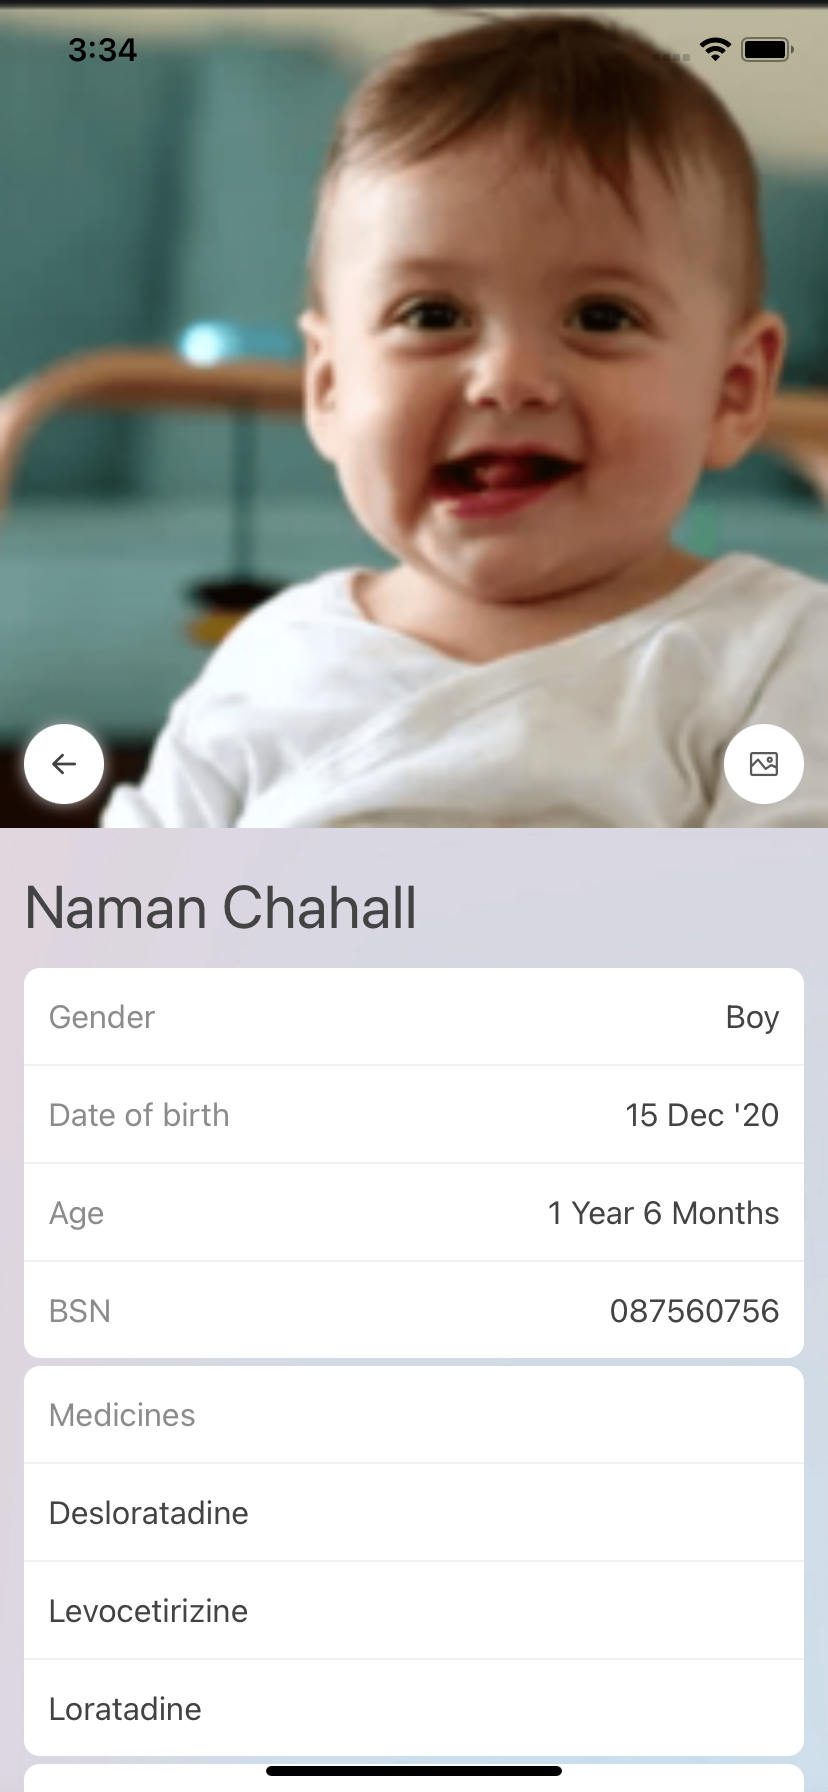 3:34
Naman Chahall
Gender Boy
Date of birth 15 Dec '20
Age 1 Year 6 Months
BSN 087560756
Medicines
Desloratadine
Levocetirizine
Loratadine